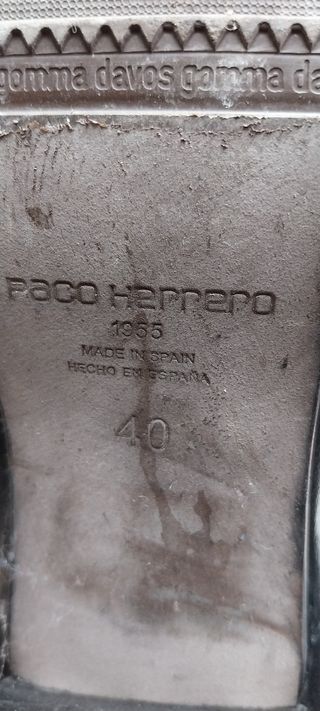 gomma davos gomma da
Paco Herrero
1955
MADE IN SPAIN
HECHO EN ESPAÑA
40